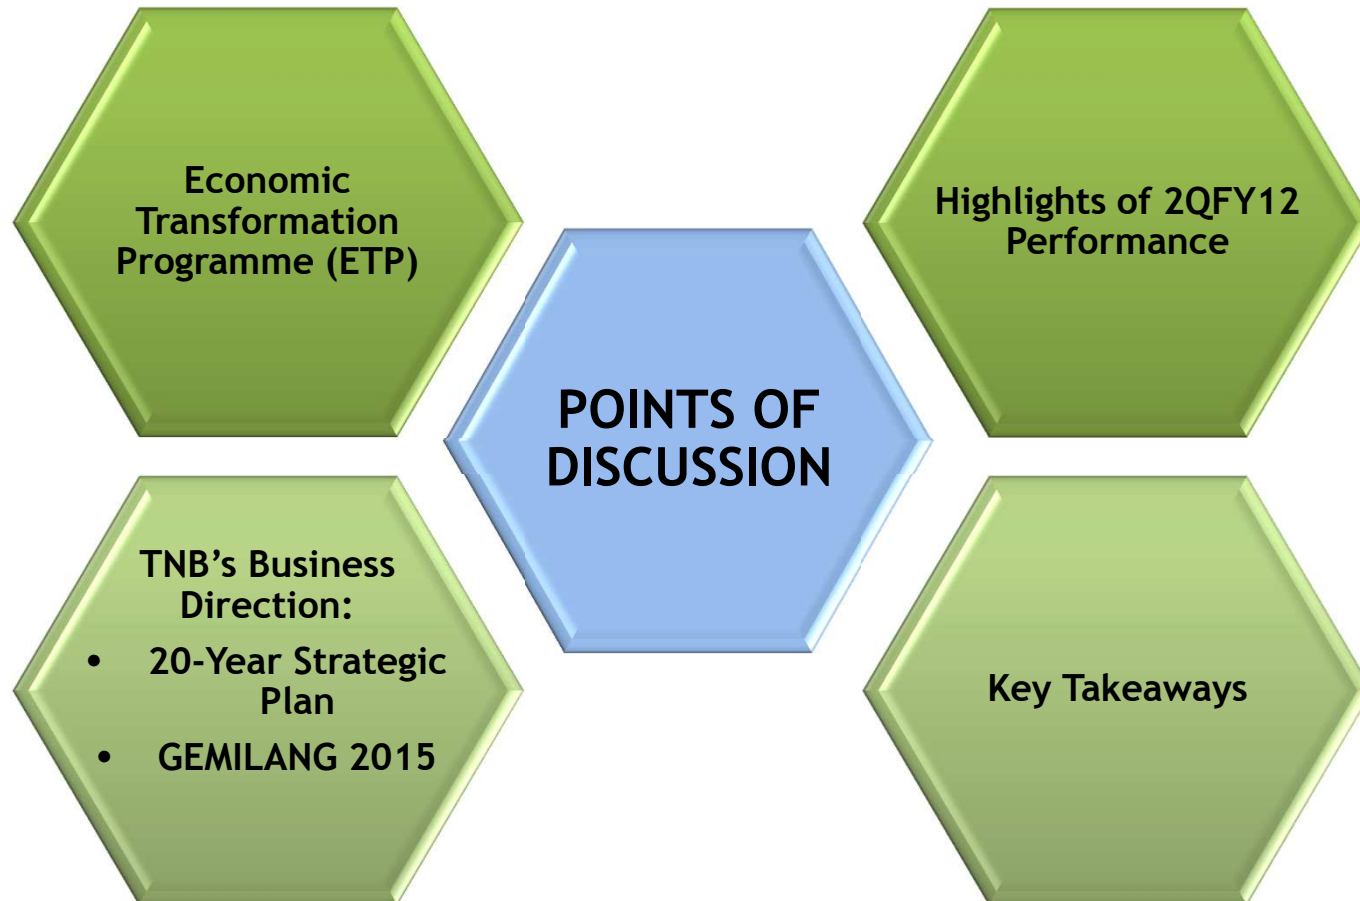 Economic
Transformation
Programme (ETP)
Highlights of 2QFY12
Performance
POINTS OF
DISCUSSION
TNB’s Business
Direction:
• 20-Year Strategic
Plan
• GEMILANG 2015
Key Takeaways